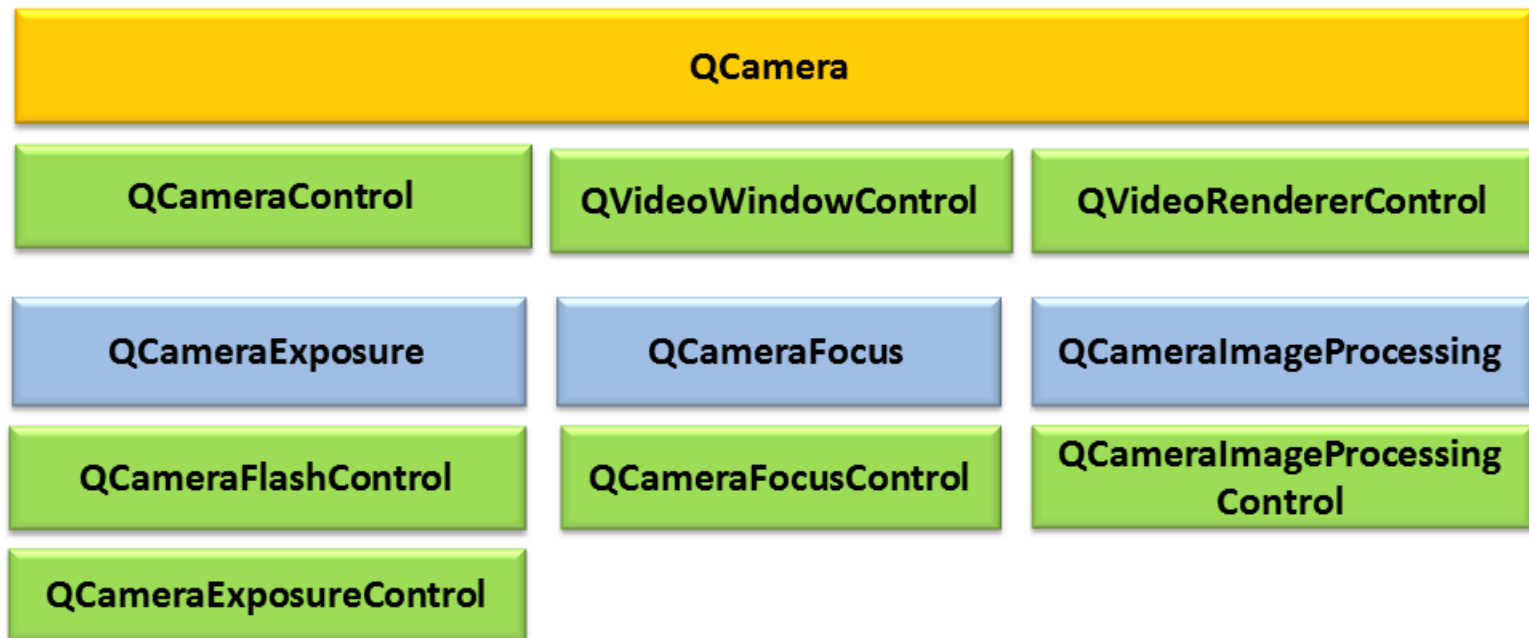 QCamera
QCameraControl
QVideoWindowControl
QVideoRendererControl
QCameraExposure
QCameraFocus
QCameraImageProcessing
QCameraFlashControl
QCameraFocusControl
QCameraImageProcessing
Control
QCameraExposureControl